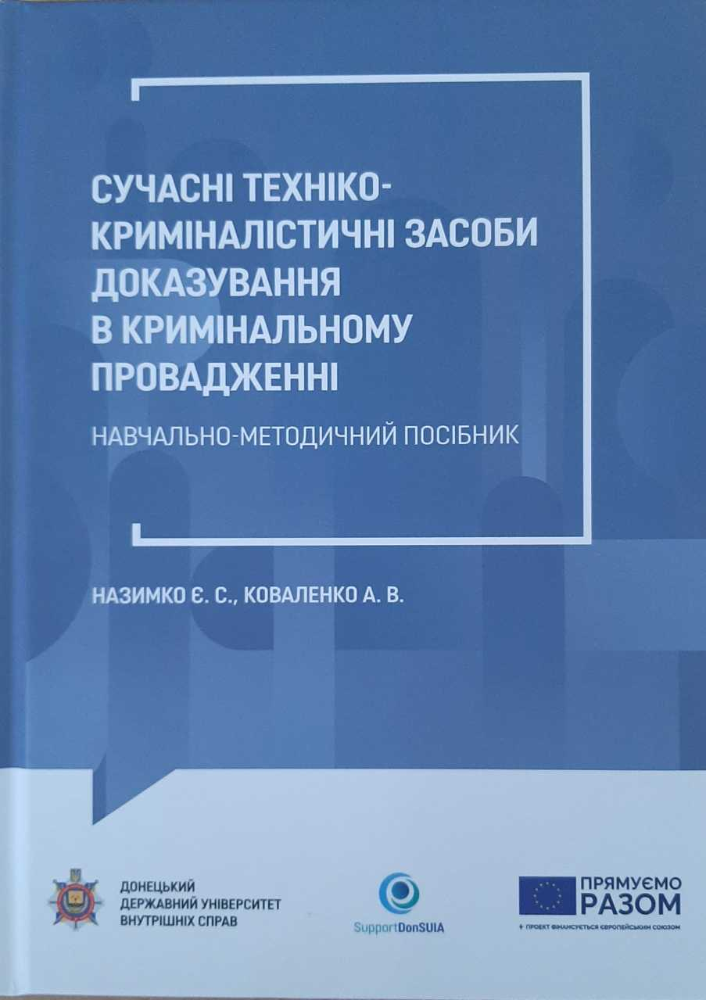 СУЧАСНІ ТЕХНІКО-
КРИМІНАЛІСТИЧНІ ЗАСОБИ
ДОКАЗУВАННЯ
В КРИМІНАЛЬНОМУ
ПРОВАДЖЕННІ
НАВЧАЛЬНО-МЕТОДИЧНИЙ ПОСІБНИК
НАЗИМКО Є. С., КОВАЛЕНКО А. В.
ДОНЕЦЬКИЙ
ДЕРЖАВНИЙ УНІВЕРСИТЕТ
ВНУТРІШНІХ СПРАВ
SupportDonSUIA
ПРЯМУЄМО
РАЗОМ
ПРОЕКТ ФІНАНСУЄТЬСЯ ЄВРОПЕЙСЬКИМ СОЮЗОМ